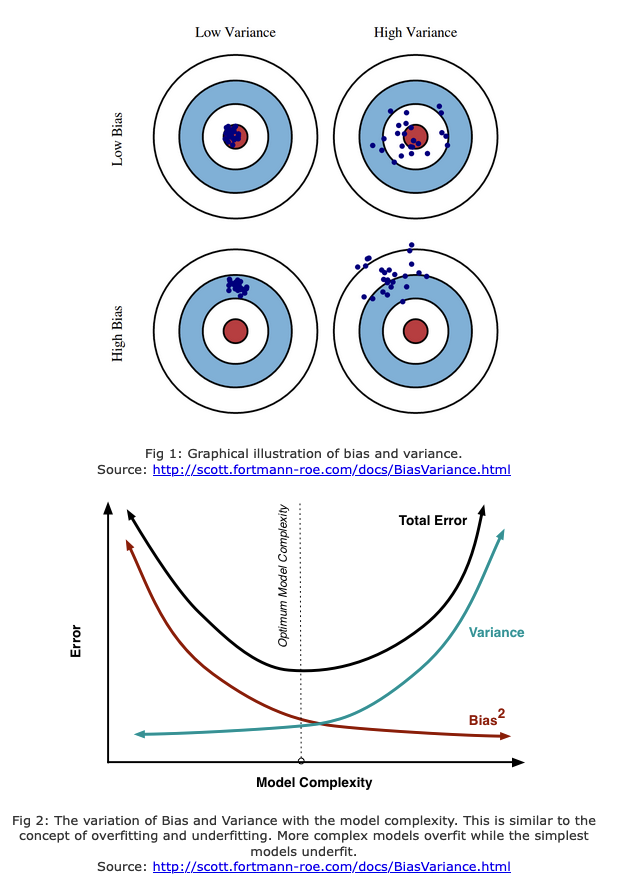 Low Variance
High Variance
Low Bias
High Bias
Fig 1: Graphical illustration of bias and variance.
Source: http://scott.fortmann-roe.com/docs/BiasVariance.html
Optimum Model Complexity
Total Error
Variance
Error
Bias2
Model Complexity
Fig 2: The variation of Bias and Variance with the model complexity. This is similar to the
concept of overfitting and underfitting. More complex models overfit while the simplest
models underfit.
Source: http://scott.fortmann-roe.com/docs/BiasVariance.html